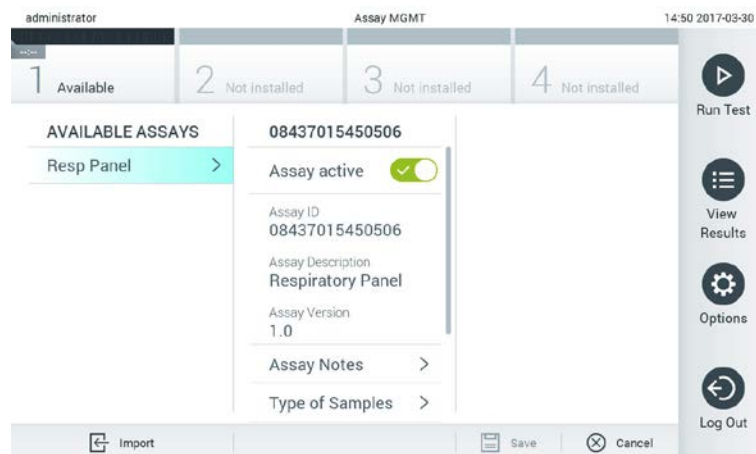 administrator Assay MGMT 14:50 2017-03-30
--:--
1 Available 2 Not installed 3 Not installed 4 Not installed
Run Test
AVAILABLE ASSAYS 08437015450506
Resp Panel > Assay active
View
Results
Assay ID
08437015450506
Assay Description
Respiratory Panel
Options
Assay Version
1.0
Assay Notes >
Type of Samples >
Log Out
Import Save Cancel